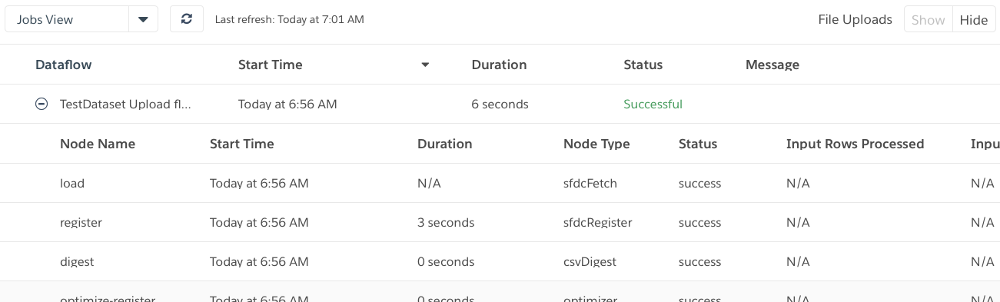 Jobs View Last refresh: Today at 7:01 AM File Uploads Show Hide
Dataflow Start Time Duration Status Message
TestDataset Upload fl... Today at 6:56 AM 6 seconds Successful
Node Name Start Time Duration Node Type Status Input Rows Processed Inpu
load Today at 6:56 AM N/A sfdcFetch success N/A N/A
register Today at 6:56 AM 3 seconds sfdcRegister success N/A N/A
digest Today at 6:56 AM 0 seconds csvDigest success N/A N/A
optimize-register Today at 6:56 AM 0 seconds optimizer success N/A N/A